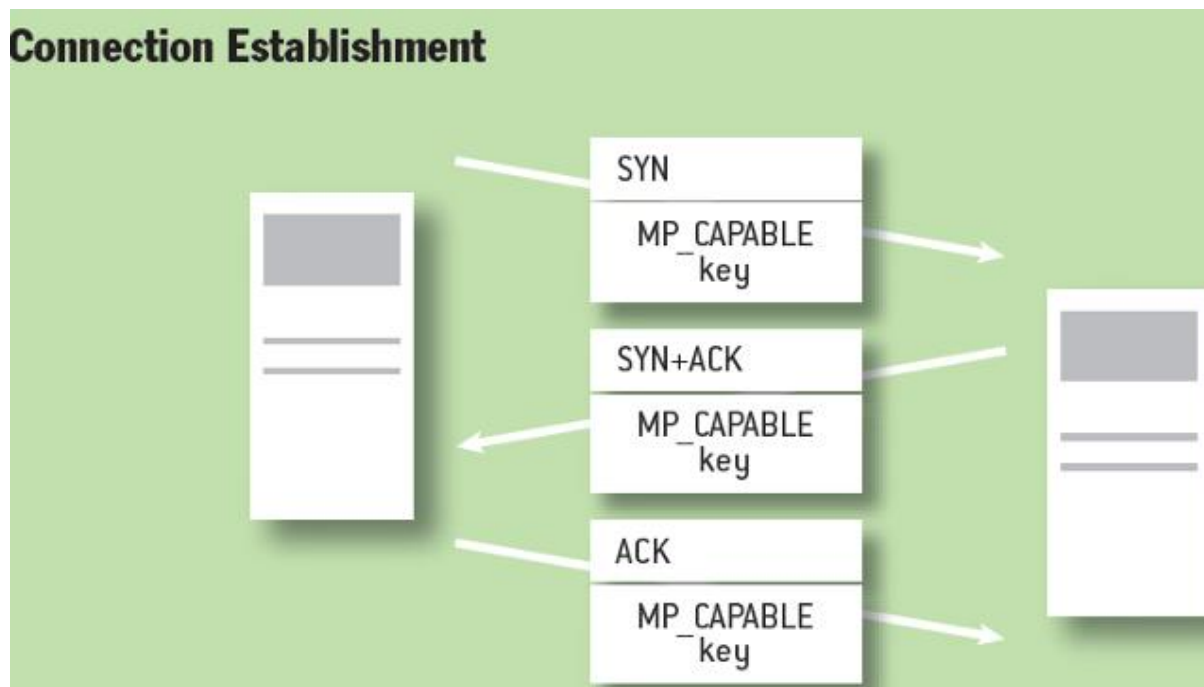 Connection Establishment
SYN
MP_CAPABLE
key
SYN+ACK
MP_CAPABLE
key
ACK
MP_CAPABLE
key